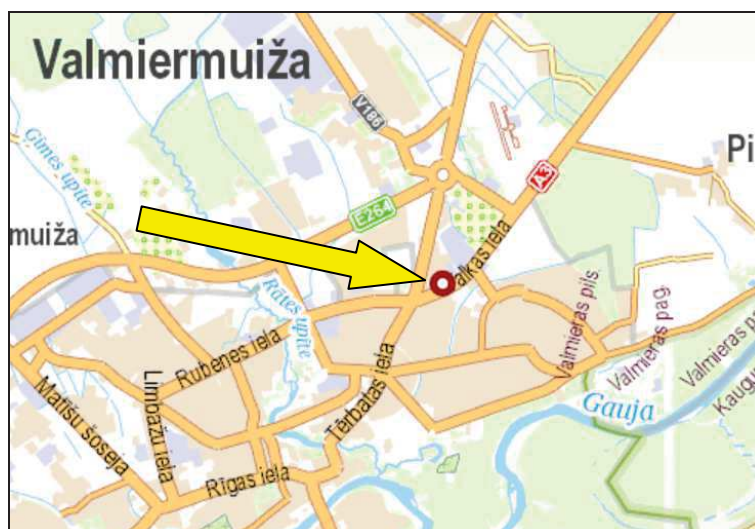 Valmiermuiža
V186
Gīmes upīte
A3
Pi
E264
muiža
alkas iela
Rātes upīte
Valmieras pils.
Valmieras pag.
Valmieras p
Kaugu
Rubenes iela
Tērbatas iela
Gauja
Matīšu šoseja
Limbažu iela
Rīgas iela